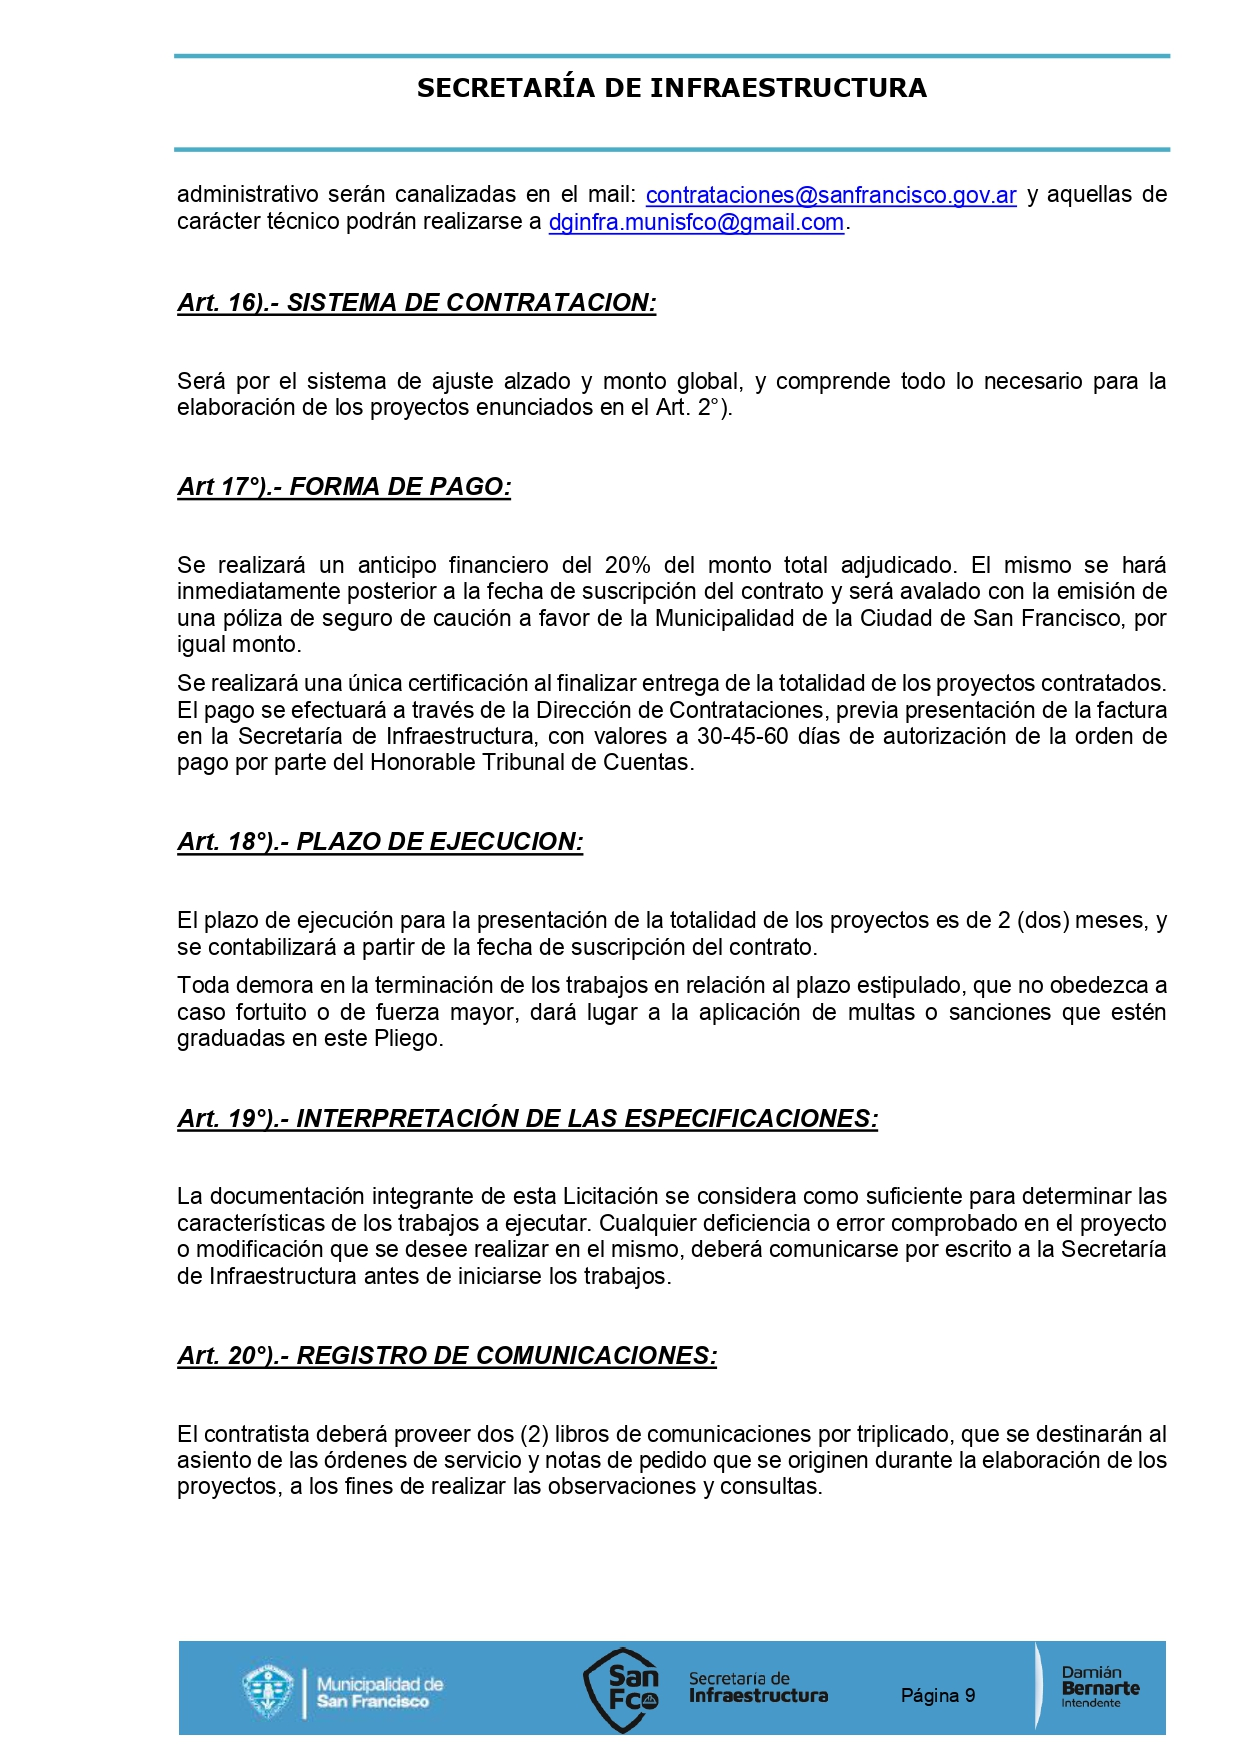 SECRETARÍA DE INFRAESTRUCTURA
administrativo serán canalizadas en el mail: contrataciones@sanfrancisco.gov.ar y aquellas de
carácter técnico podrán realizarse a dginfra.munisfco@gmail.com.
Art. 16).- SISTEMA DE CONTRATACION:
Será por el sistema de ajuste alzado y monto global, y comprende todo lo necesario para la
elaboración de los proyectos enunciados en el Art. 2°).
Art 17°).- FORMA DE PAGO:
Se realizará un anticipo financiero del 20% del monto total adjudicado. El mismo se hará
inmediatamente posterior a la fecha de suscripción del contrato y será avalado con la emisión de
una póliza de seguro de caución a favor de la Municipalidad de la Ciudad de San Francisco, por
igual monto.
Se realizará una única certificación al finalizar entrega de la totalidad de los proyectos contratados.
El pago se efectuará a través de la Dirección de Contrataciones, previa presentación de la factura
en la Secretaría de Infraestructura, con valores a 30-45-60 días de autorización de la orden de
pago por parte del Honorable Tribunal de Cuentas.
Art. 18°).- PLAZO DE EJECUCION:
El plazo de ejecución para la presentación de la totalidad de los proyectos es de 2 (dos) meses, y
se contabilizará a partir de la fecha de suscripción del contrato.
Toda demora en la terminación de los trabajos en relación al plazo estipulado, que no obedezca a
caso fortuito o de fuerza mayor, dará lugar a la aplicación de multas o sanciones que estén
graduadas en este Pliego.
Art. 19°).- INTERPRETACIÓN DE LAS ESPECIFICACIONES:
La documentación integrante de esta Licitación se considera como suficiente para determinar las
características de los trabajos a ejecutar. Cualquier deficiencia o error comprobado en el proyecto
o modificación que se desee realizar en el mismo, deberá comunicarse por escrito a la Secretaría
de Infraestructura antes de iniciarse los trabajos.
Art. 20°).- REGISTRO DE COMUNICACIONES:
El contratista deberá proveer dos (2) libros de comunicaciones por triplicado, que se destinarán al
asiento de las órdenes de servicio y notas de pedido que se originen durante la elaboración de los
proyectos, a los fines de realizar las observaciones y consultas.
Municipalidad de
San Francisco
San
Fco
Secretaría de
Infraestructura
Página 9
Damián
Bernarte
Intendente